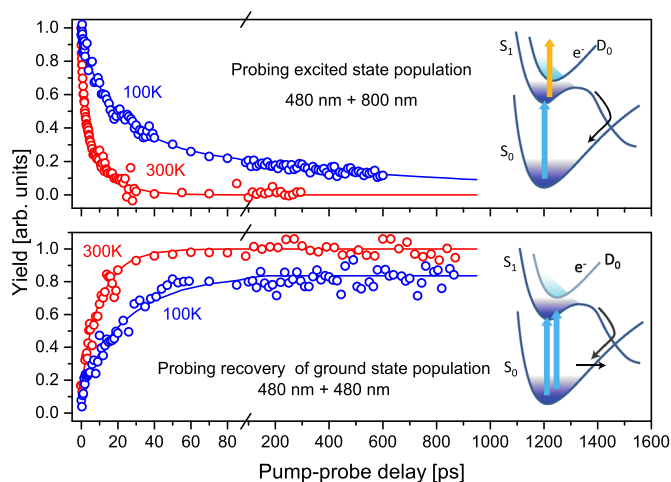 1.0
0.8
0.6
0.4
0.2
0.0
100K
300K
Probing excited state population
480 nm + 800 nm
S1
e-
D0
S0
Yield [arb. units]
1.0
0.8
0.6
0.4
0.2
0.0
300K
100K
Probing recovery of ground state population
480 nm + 480 nm
S1
e-
D0
S0
0 20 40 60 80 200 400 600 800 1000 1200 1400 1600
Pump-probe delay [ps]